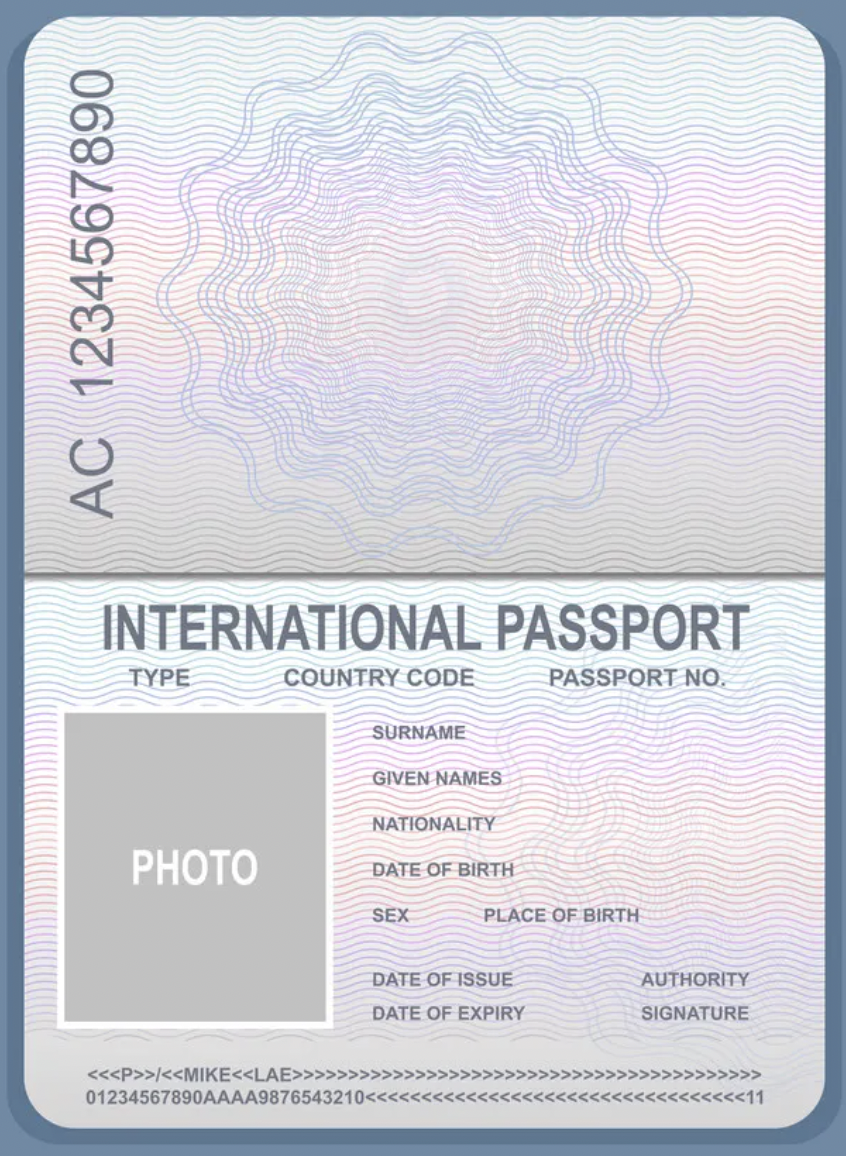 AC 1234567890
INTERNATIONAL PASSPORT
TYPE COUNTRY CODE PASSPORT NO.
PHOTO
SURNAME
GIVEN NAMES
NATIONALITY
DATE OF BIRTH
SEX PLACE OF BIRTH
DATE OF ISSUE AUTHORITY
DATE OF EXPIRY SIGNATURE
<<<P>>/<<MIKE<<LAE>>>>>>>>>>>>>>>>>>>>>>>>>>>>>>>>>>>>>>>>>>
01234567890AAAA9876543210<<<<<<<<<<<<<<<<<<<<<<<<<<<<<<<<<<11